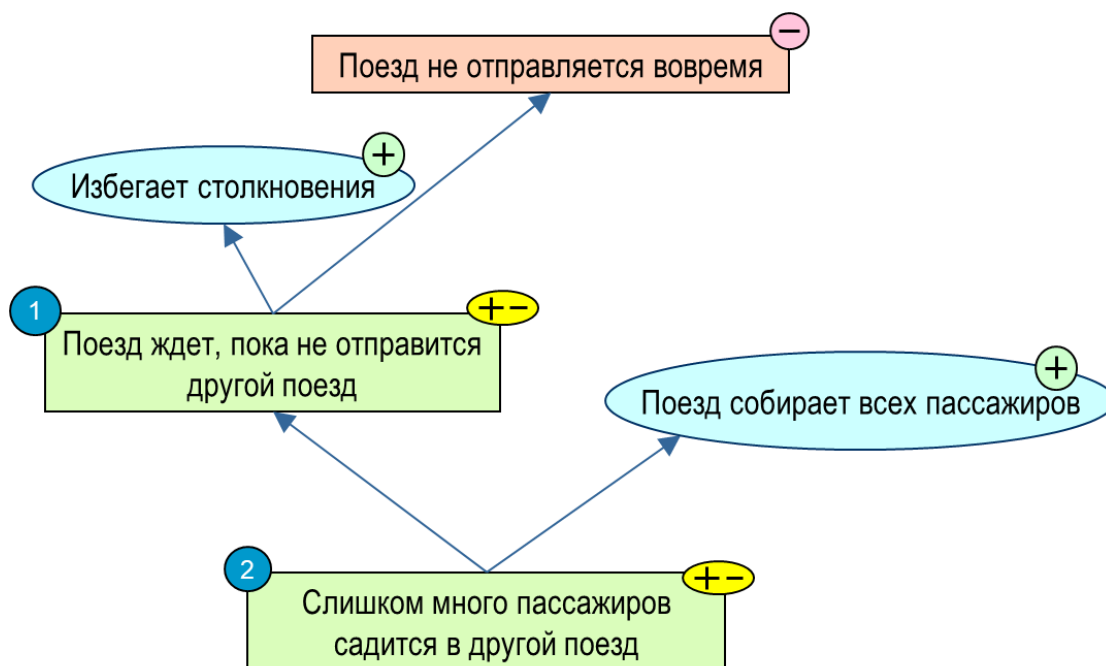 −
Поезд не отправляется вовремя
+
Избегает столкновения
1
+−
Поезд ждет, пока не отправится
другой поезд
+
Поезд собирает всех пассажиров
2
+−
Слишком много пассажиров
садится в другой поезд